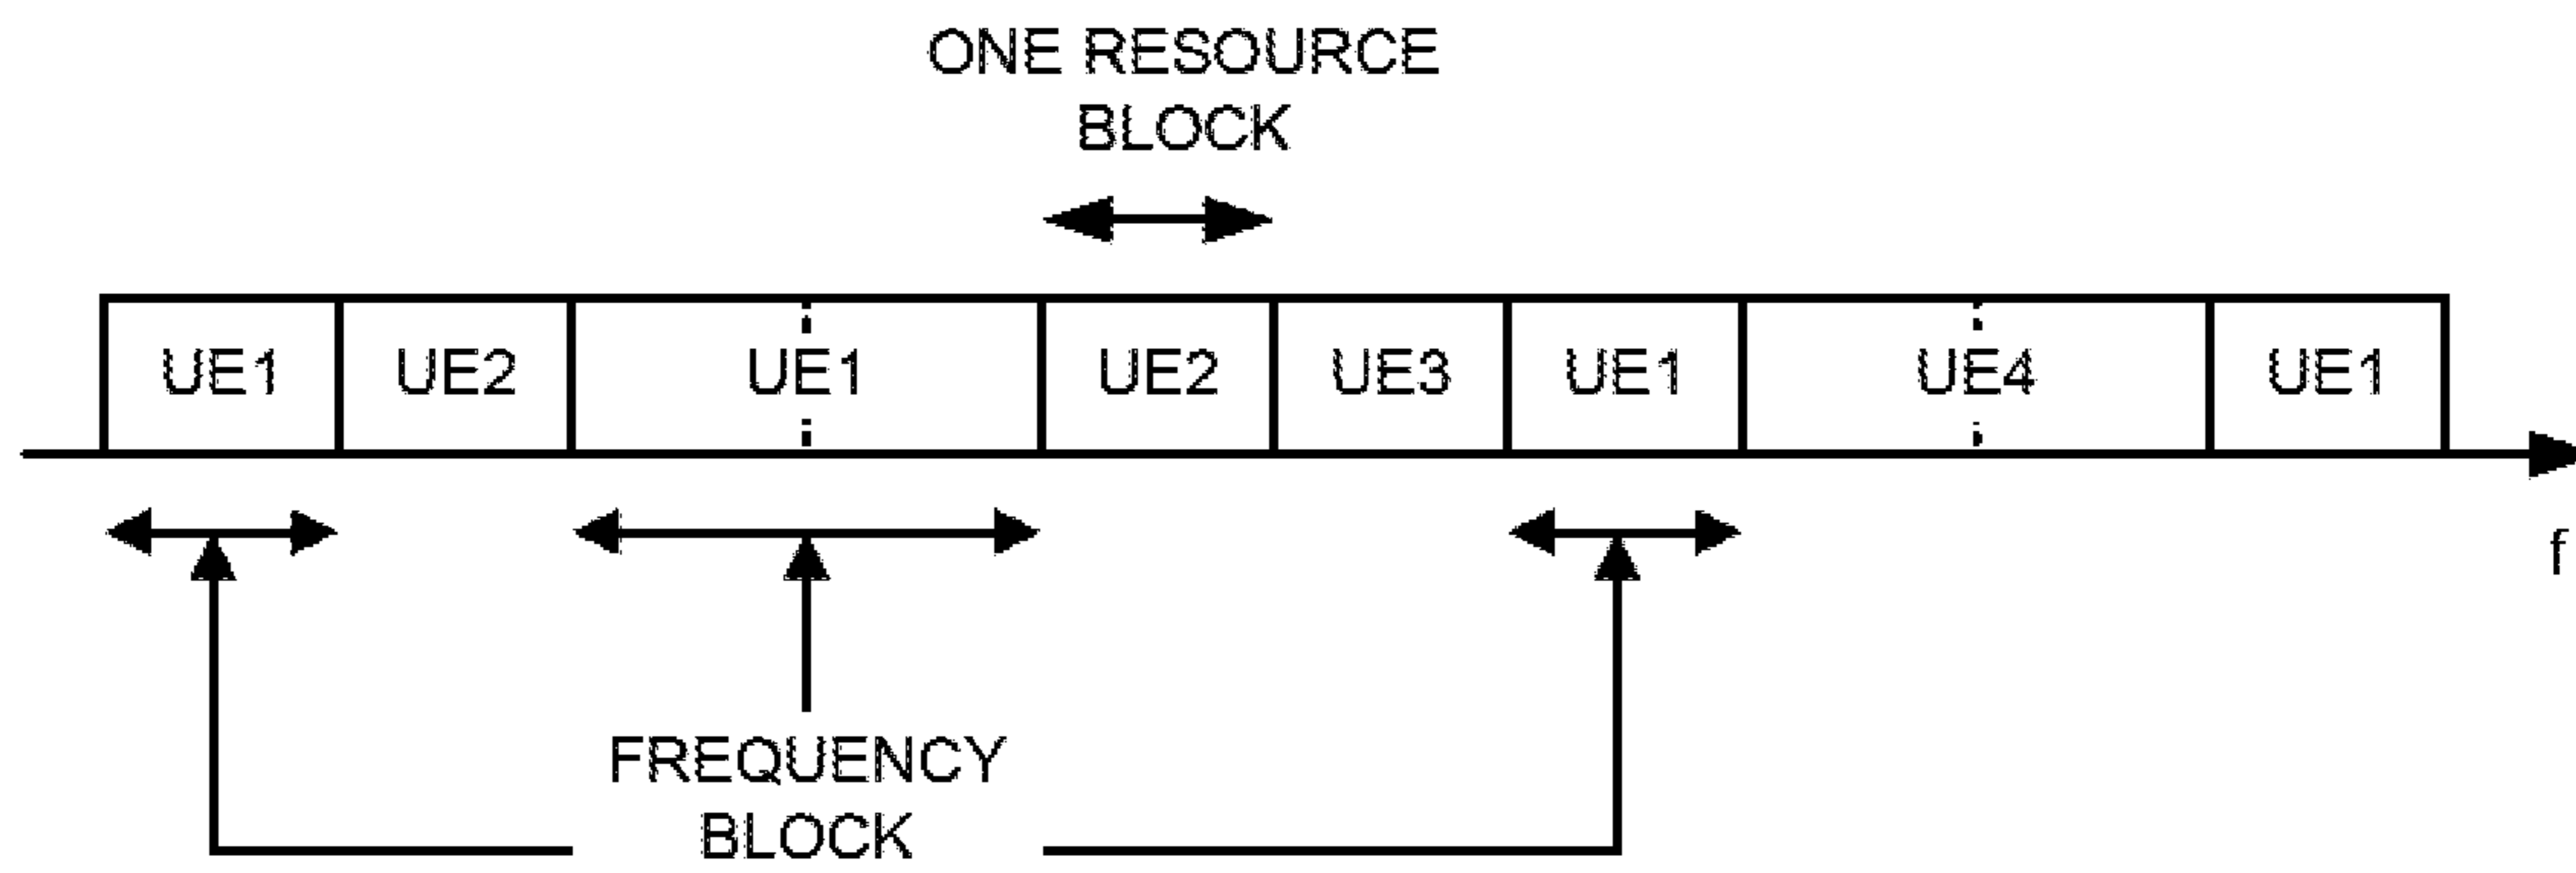 ONE RESOURCE
BLOCK
UE1 UE2 UE1 UE2 UE3 UE1 UE4 UE1
f
FREQUENCY
BLOCK